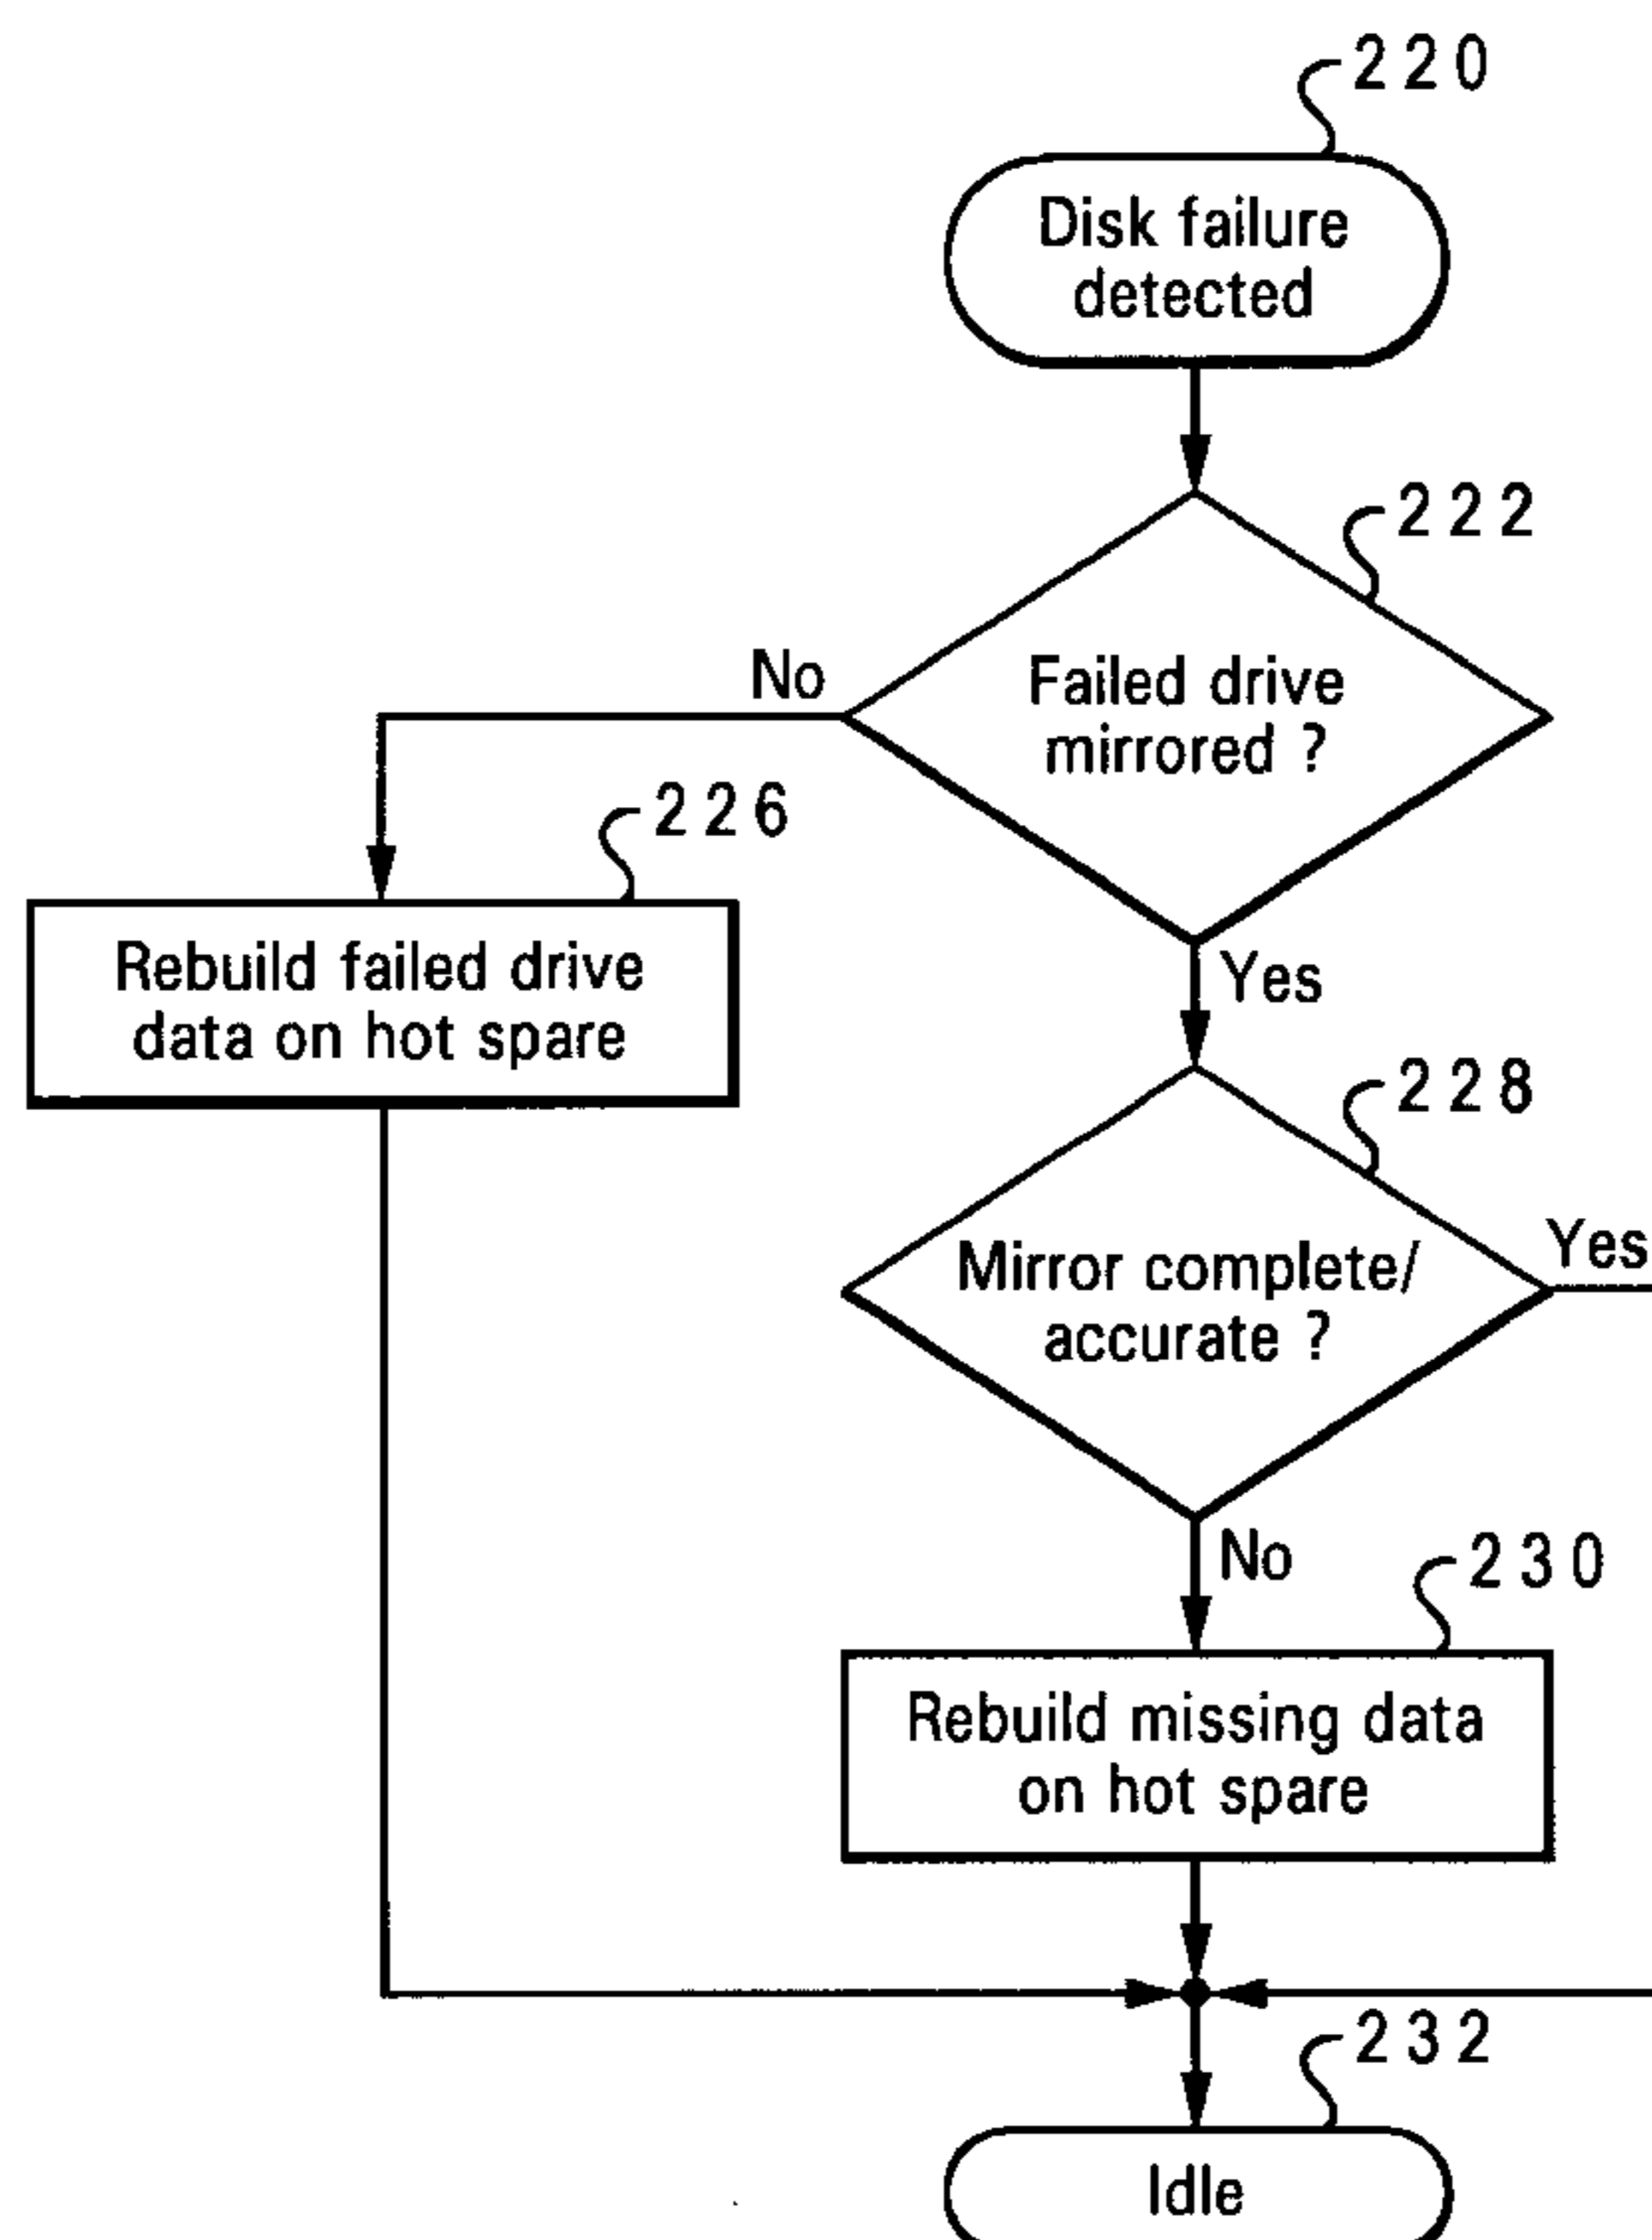 220
Disk failure
detected
222
Failed drive
mirrored ?
No
226
Rebuild failed drive
data on hot spare
Yes
228
Mirror complete/
accurate ?
Yes
No
230
Rebuild missing data
on hot spare
232
Idle